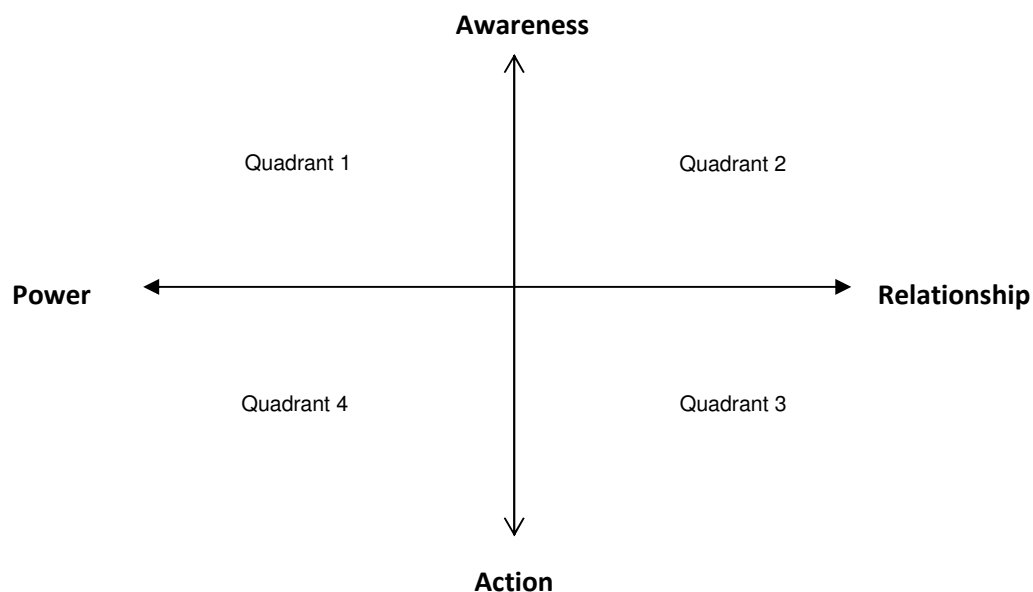 Awareness
Quadrant 1
Quadrant 2
Power
Relationship
Quadrant 4
Quadrant 3
Action